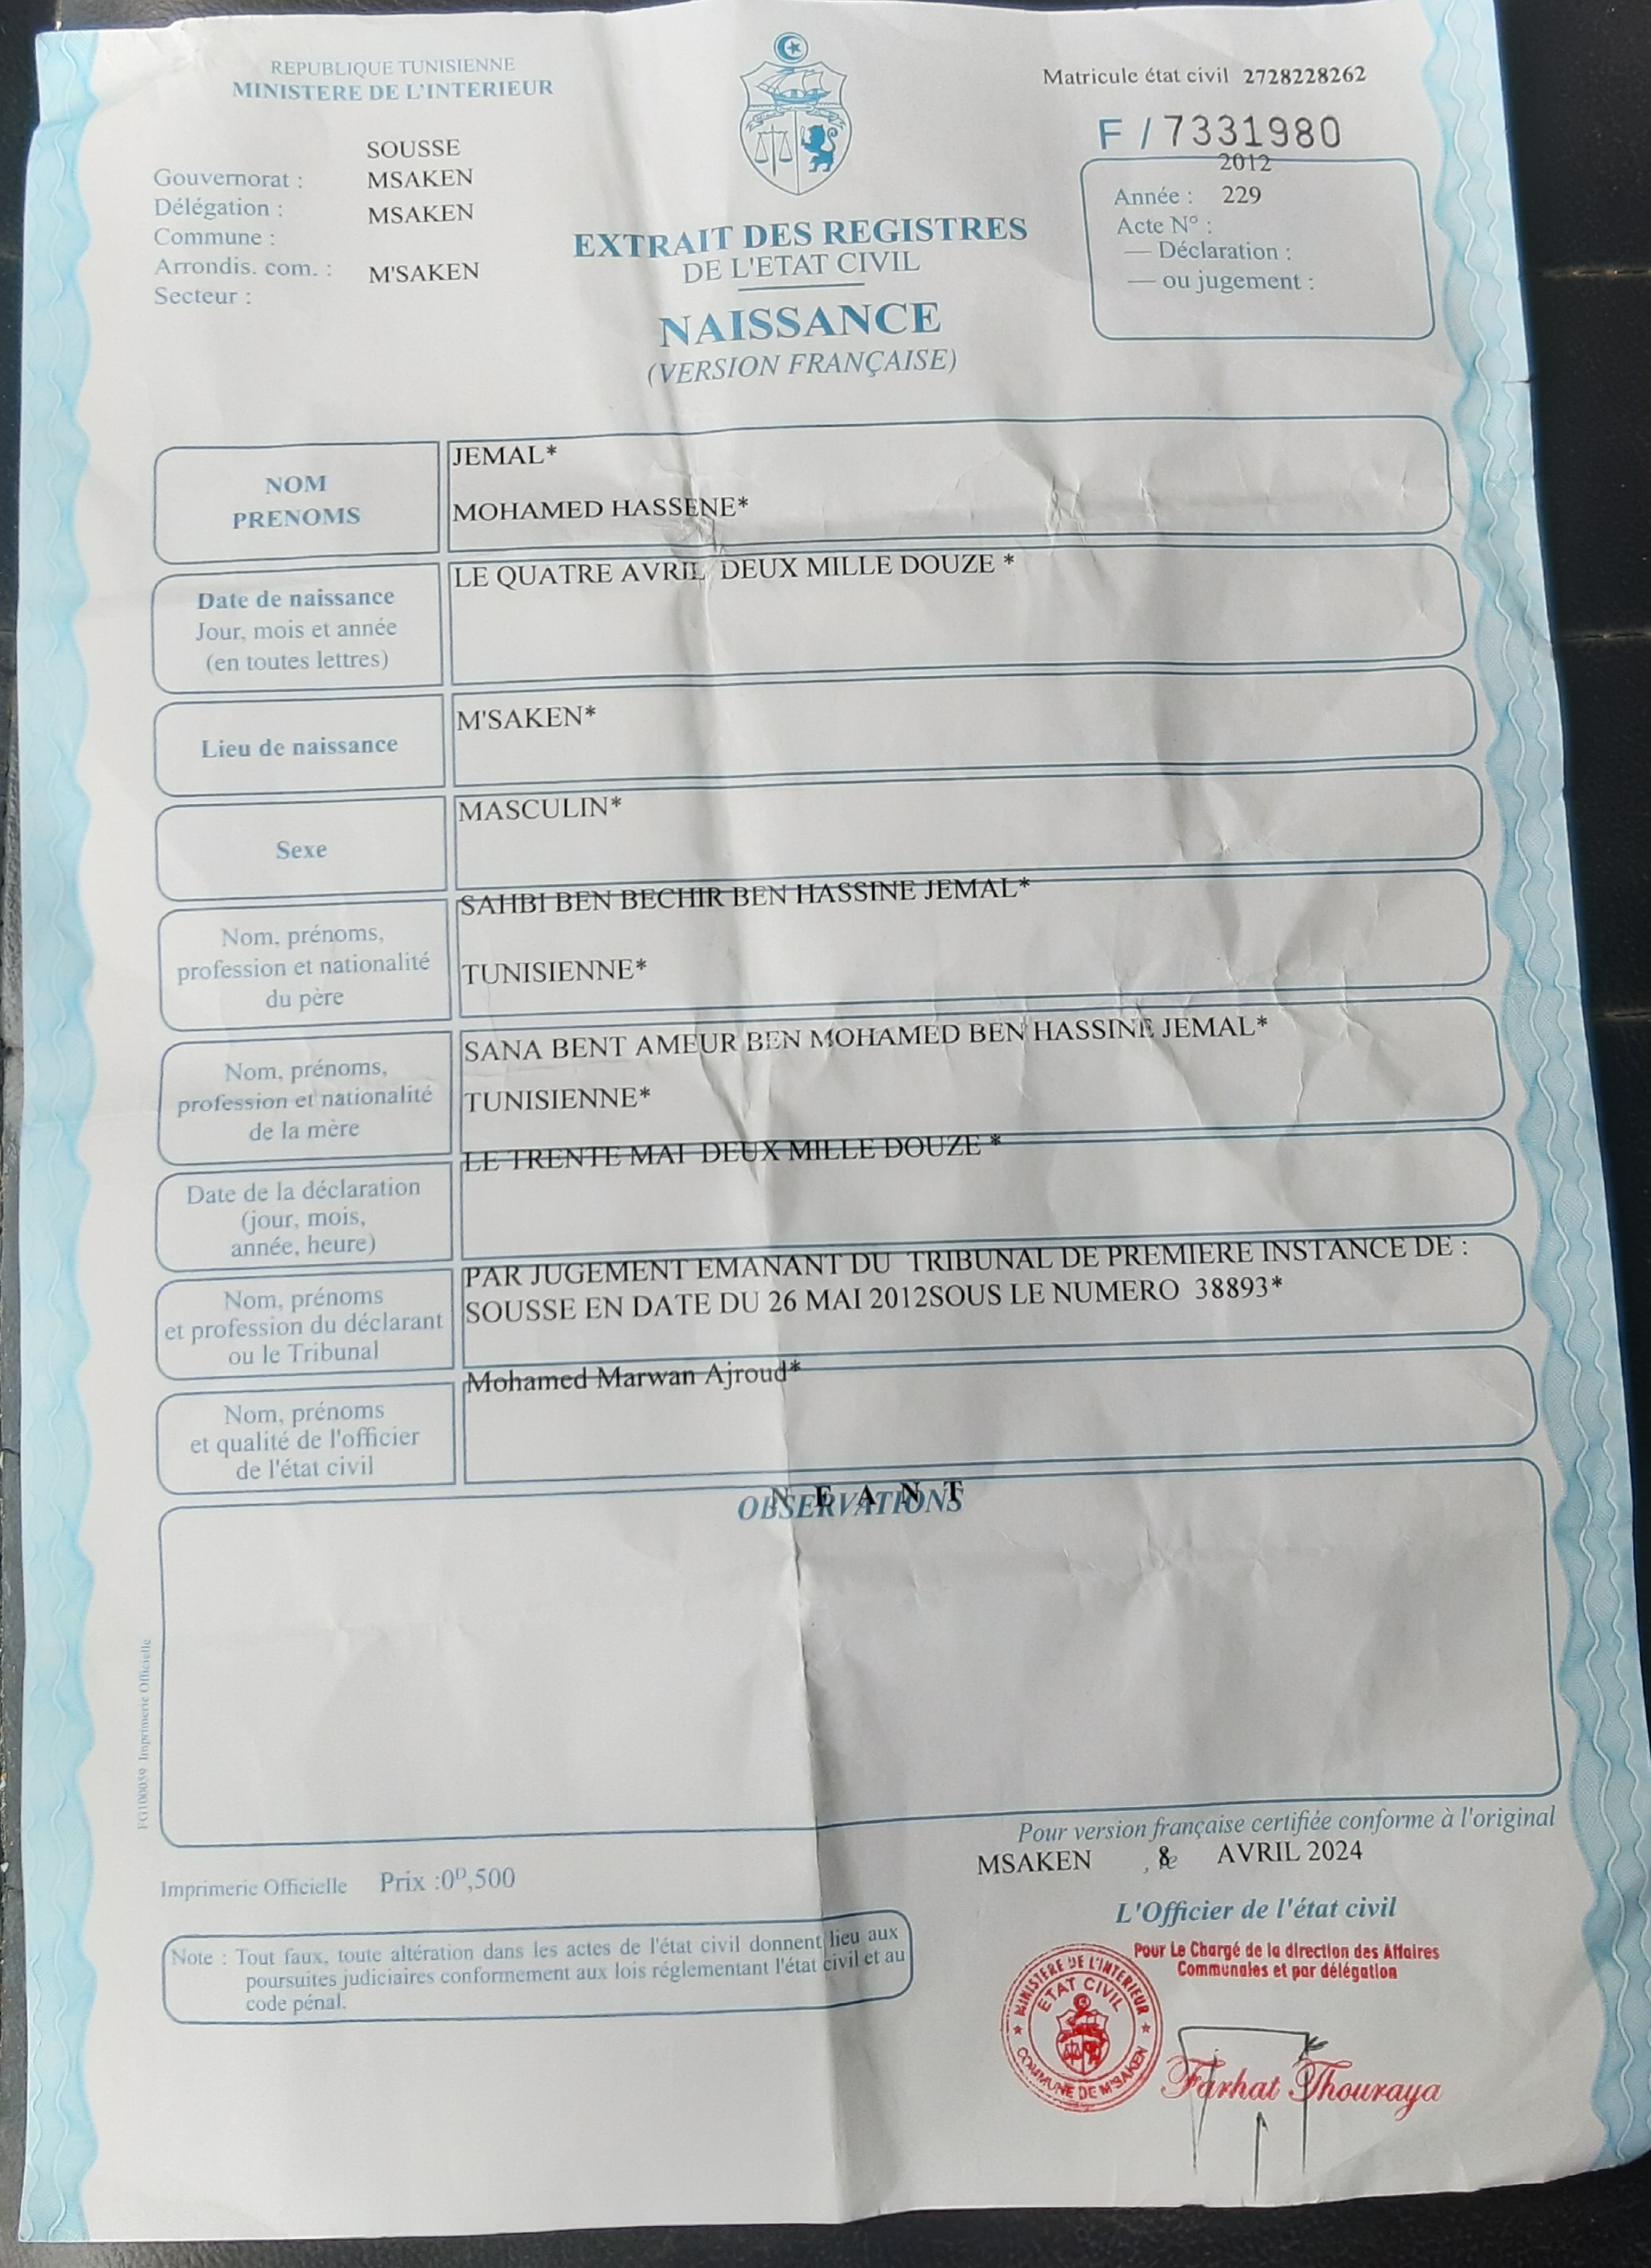 REPUBLIQUE TUNISIENNE
MINISTERE DE L'INTERIEUR
Matricule état civil 2728228262
F / 7331980
SOUSSE
Gouvernorat : MSAKEN
Délégation : MSAKEN
Commune :
Arrondis. com. : M'SAKEN
Secteur :
2012
Année : 229
Acte N° :
— Déclaration :
— ou jugement :
EXTRAIT DES REGISTRES
DE L'ETAT CIVIL
NAISSANCE
(VERSION FRANÇAISE)
NOM
PRENOMS
JEMAL*
MOHAMED HASSENE*
Date de naissance
Jour, mois et année
(en toutes lettres)
LE QUATRE AVRIL DEUX MILLE DOUZE *
Lieu de naissance
M'SAKEN*
Sexe
MASCULIN*
Nom, prénoms,
profession et nationalité
du père
SAHBI BEN BECHIR BEN HASSINE JEMAL*
TUNISIENNE*
Nom, prénoms,
profession et nationalité
de la mère
SANA BENT AMEUR BEN MOHAMED BEN HASSINE JEMAL*
TUNISIENNE*
Date de la déclaration
(jour, mois,
année, heure)
LE TRENTE MAI DEUX MILLE DOUZE *
Nom, prénoms
et profession du déclarant
ou le Tribunal
PAR JUGEMENT EMANANT DU TRIBUNAL DE PREMIERE INSTANCE DE :
SOUSSE EN DATE DU 26 MAI 2012SOUS LE NUMERO 38893*
Nom, prénoms
et qualité de l'officier
de l'état civil
Mohamed Marwan Ajroud*
OBSERVATIONS
N E A N T
FG100059 Imprimerie Officielle
Pour version française certifiée conforme à l'original
MSAKEN , le 8 AVRIL 2024
Imprimerie Officielle Prix :0ᴰ,500
L'Officier de l'état civil
Note : Tout faux, toute altération dans les actes de l'état civil donnent lieu aux
poursuites judiciaires conformement aux lois réglementant l'état civil et au
code pénal.
Pour Le Chargé de la direction des Affaires
Communales et par délégation
MINISTERE DE L'INTERIEUR
ETAT CIVIL
COMMUNE DE M'SAKEN
Farhat Thouraya